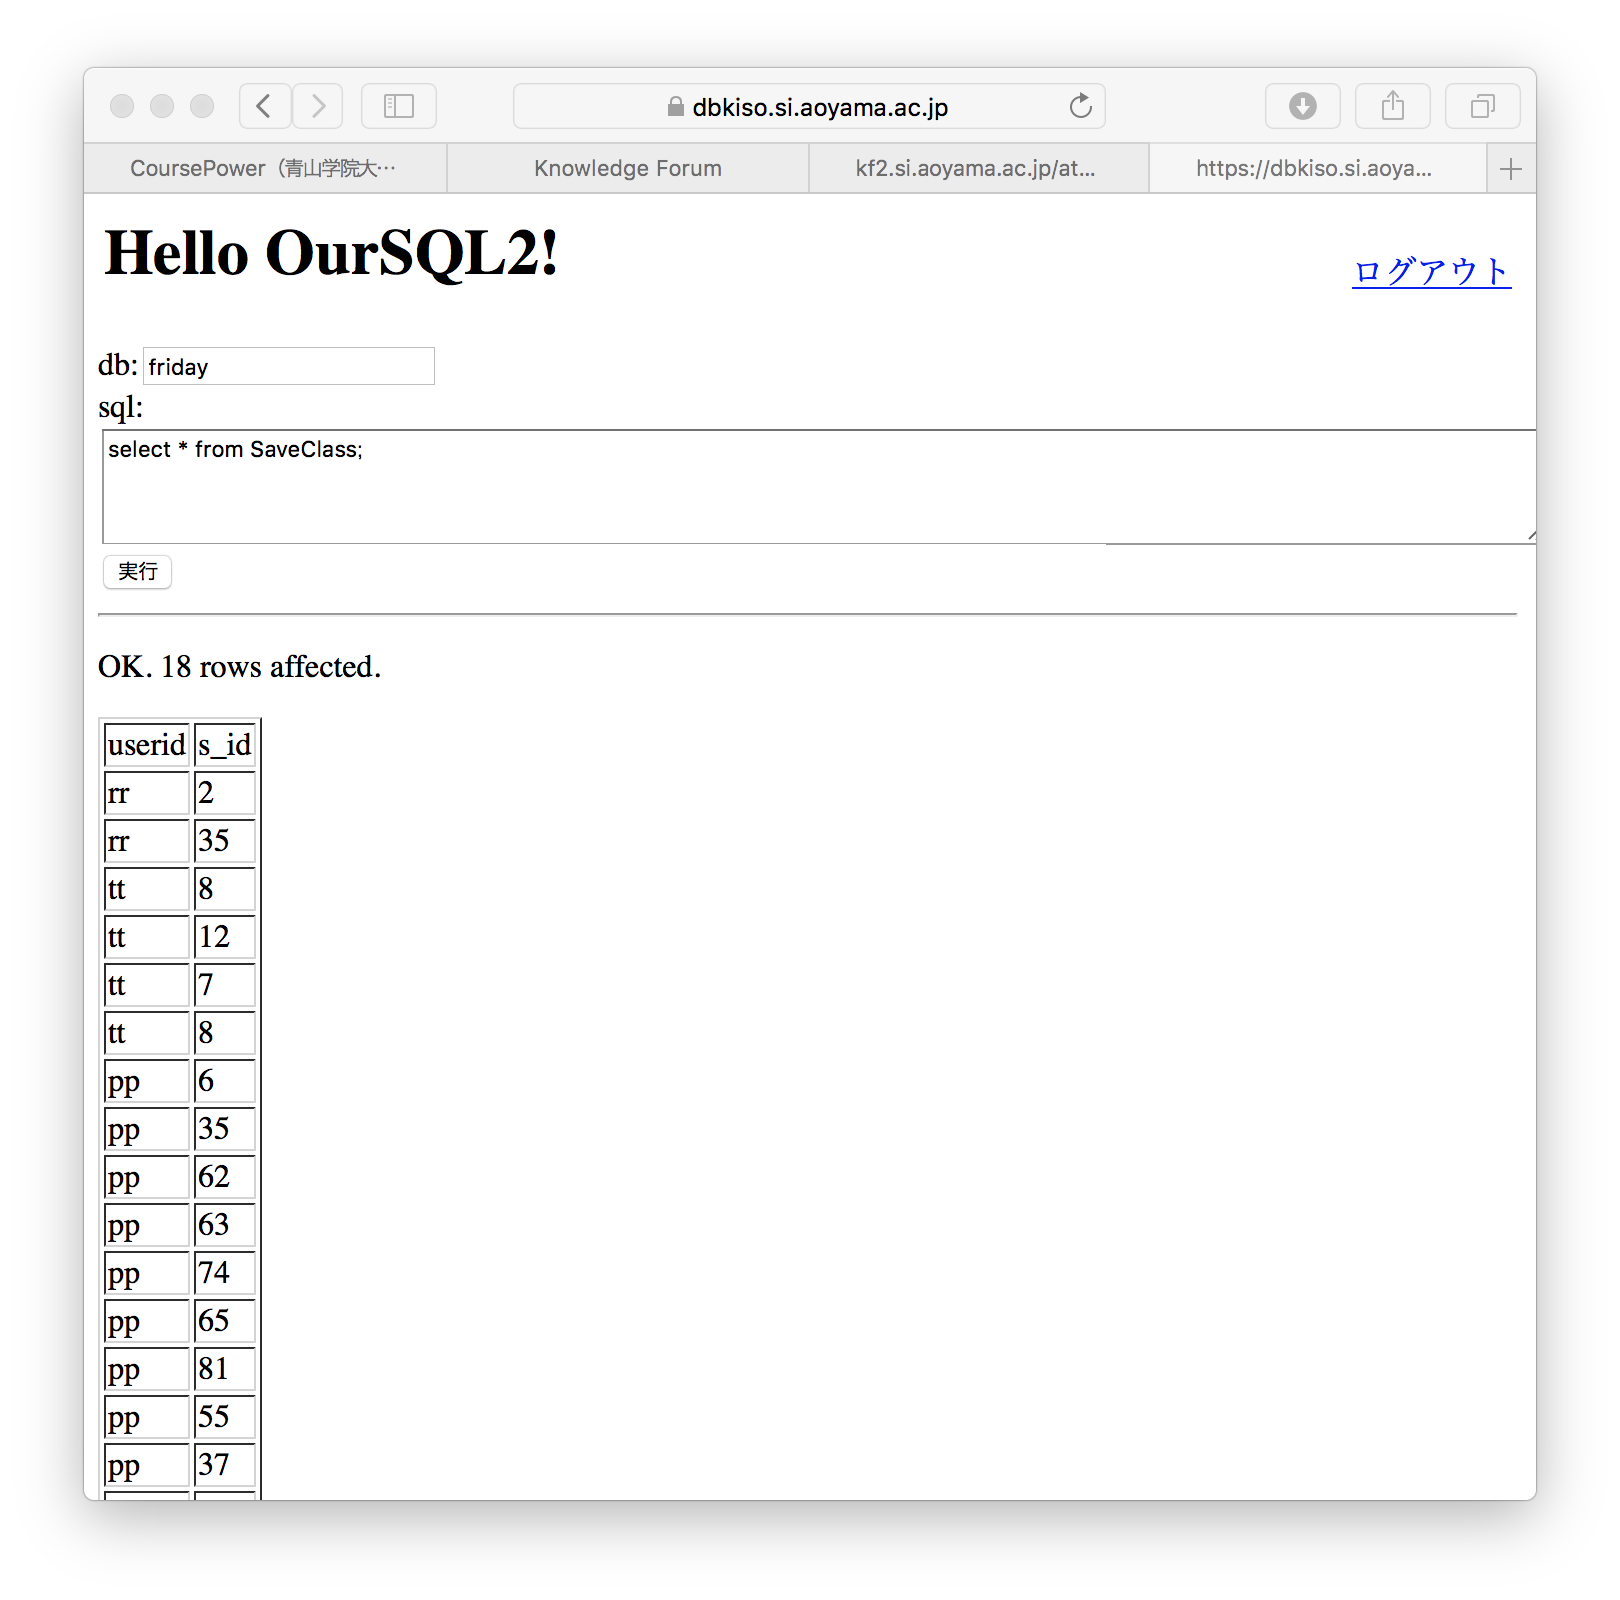 dbkiso.si.aoyama.ac.jp
CoursePower（青山学院大… Knowledge Forum kf2.si.aoyama.ac.jp/at... https://dbkiso.si.aoya...
Hello OurSQL2!
ログアウト
db: friday
sql:
select * from SaveClass;
実行
OK. 18 rows affected.
userid s_id
rr 2
rr 35
tt 8
tt 12
tt 7
tt 8
pp 6
pp 35
pp 62
pp 63
pp 74
pp 65
pp 81
pp 55
pp 37